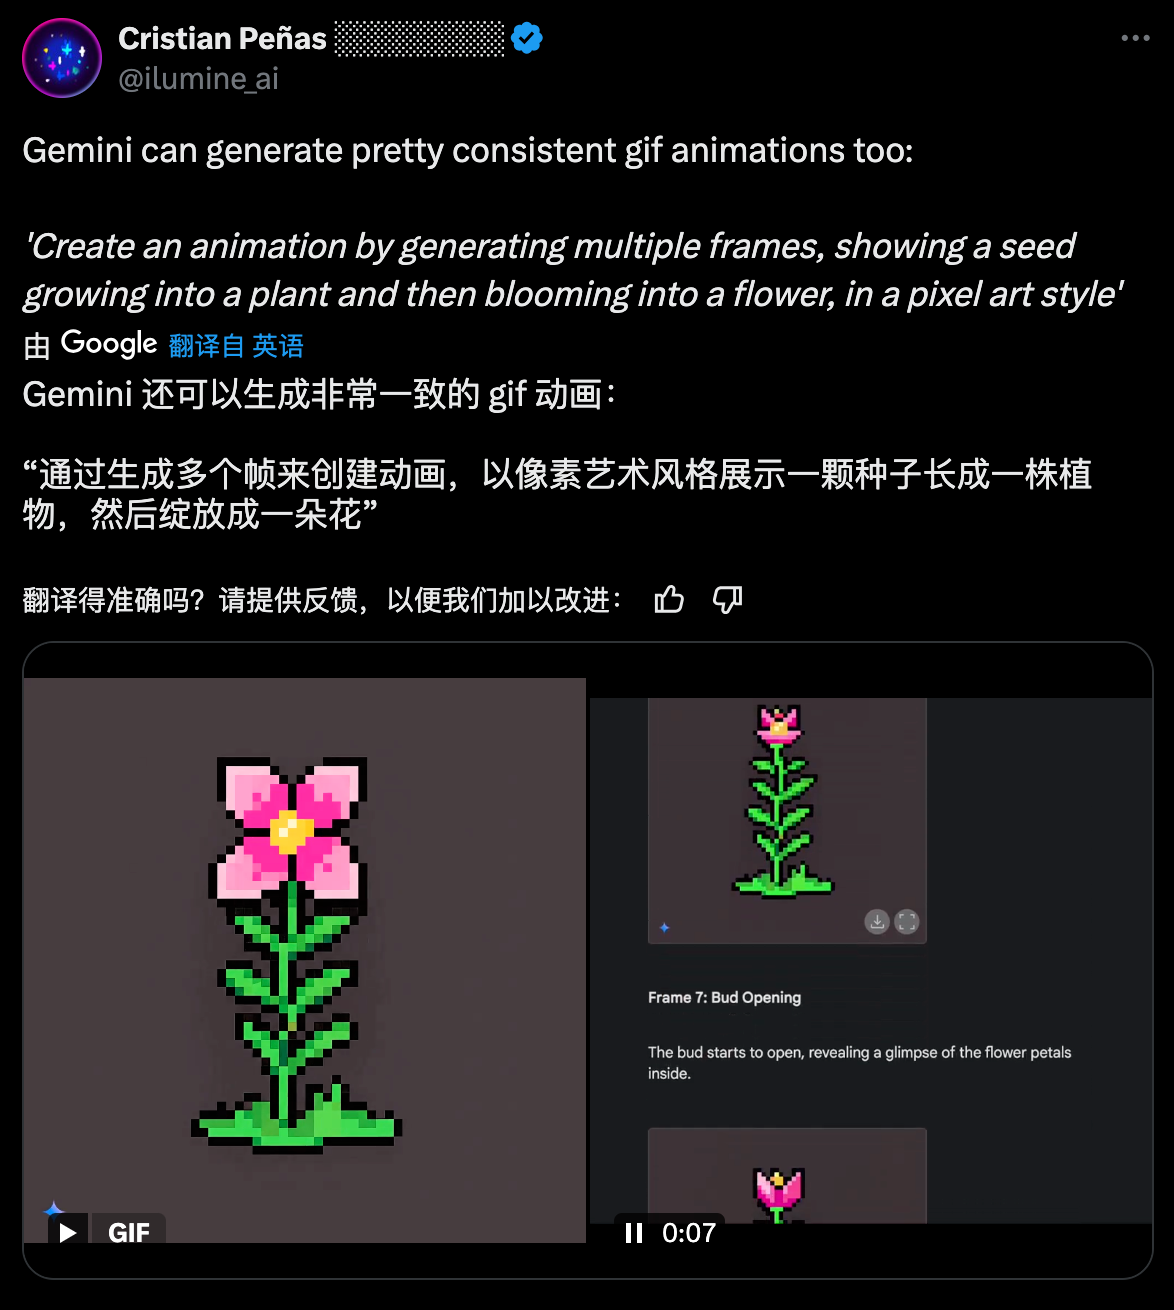 Cristian Peñas ░░░░░░░░░░
@ilumine_ai
Gemini can generate pretty consistent gif animations too:
'Create an animation by generating multiple frames, showing a seed
growing into a plant and then blooming into a flower, in a pixel art style'
由 Google 翻译自 英语
Gemini 还可以生成非常一致的 gif 动画：
“通过生成多个帧来创建动画，以像素艺术风格展示一颗种子长成一株植
物，然后绽放成一朵花”
翻译得准确吗？请提供反馈，以便我们加以改进：
Frame 7: Bud Opening
The bud starts to open, revealing a glimpse of the flower petals
inside.
GIF
0:07